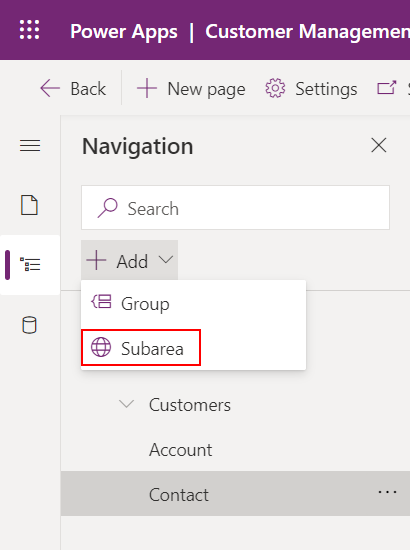 Power Apps | Customer Managemen
Back New page Settings
Navigation
Search
Add
Group
Subarea
Customers
Account
Contact